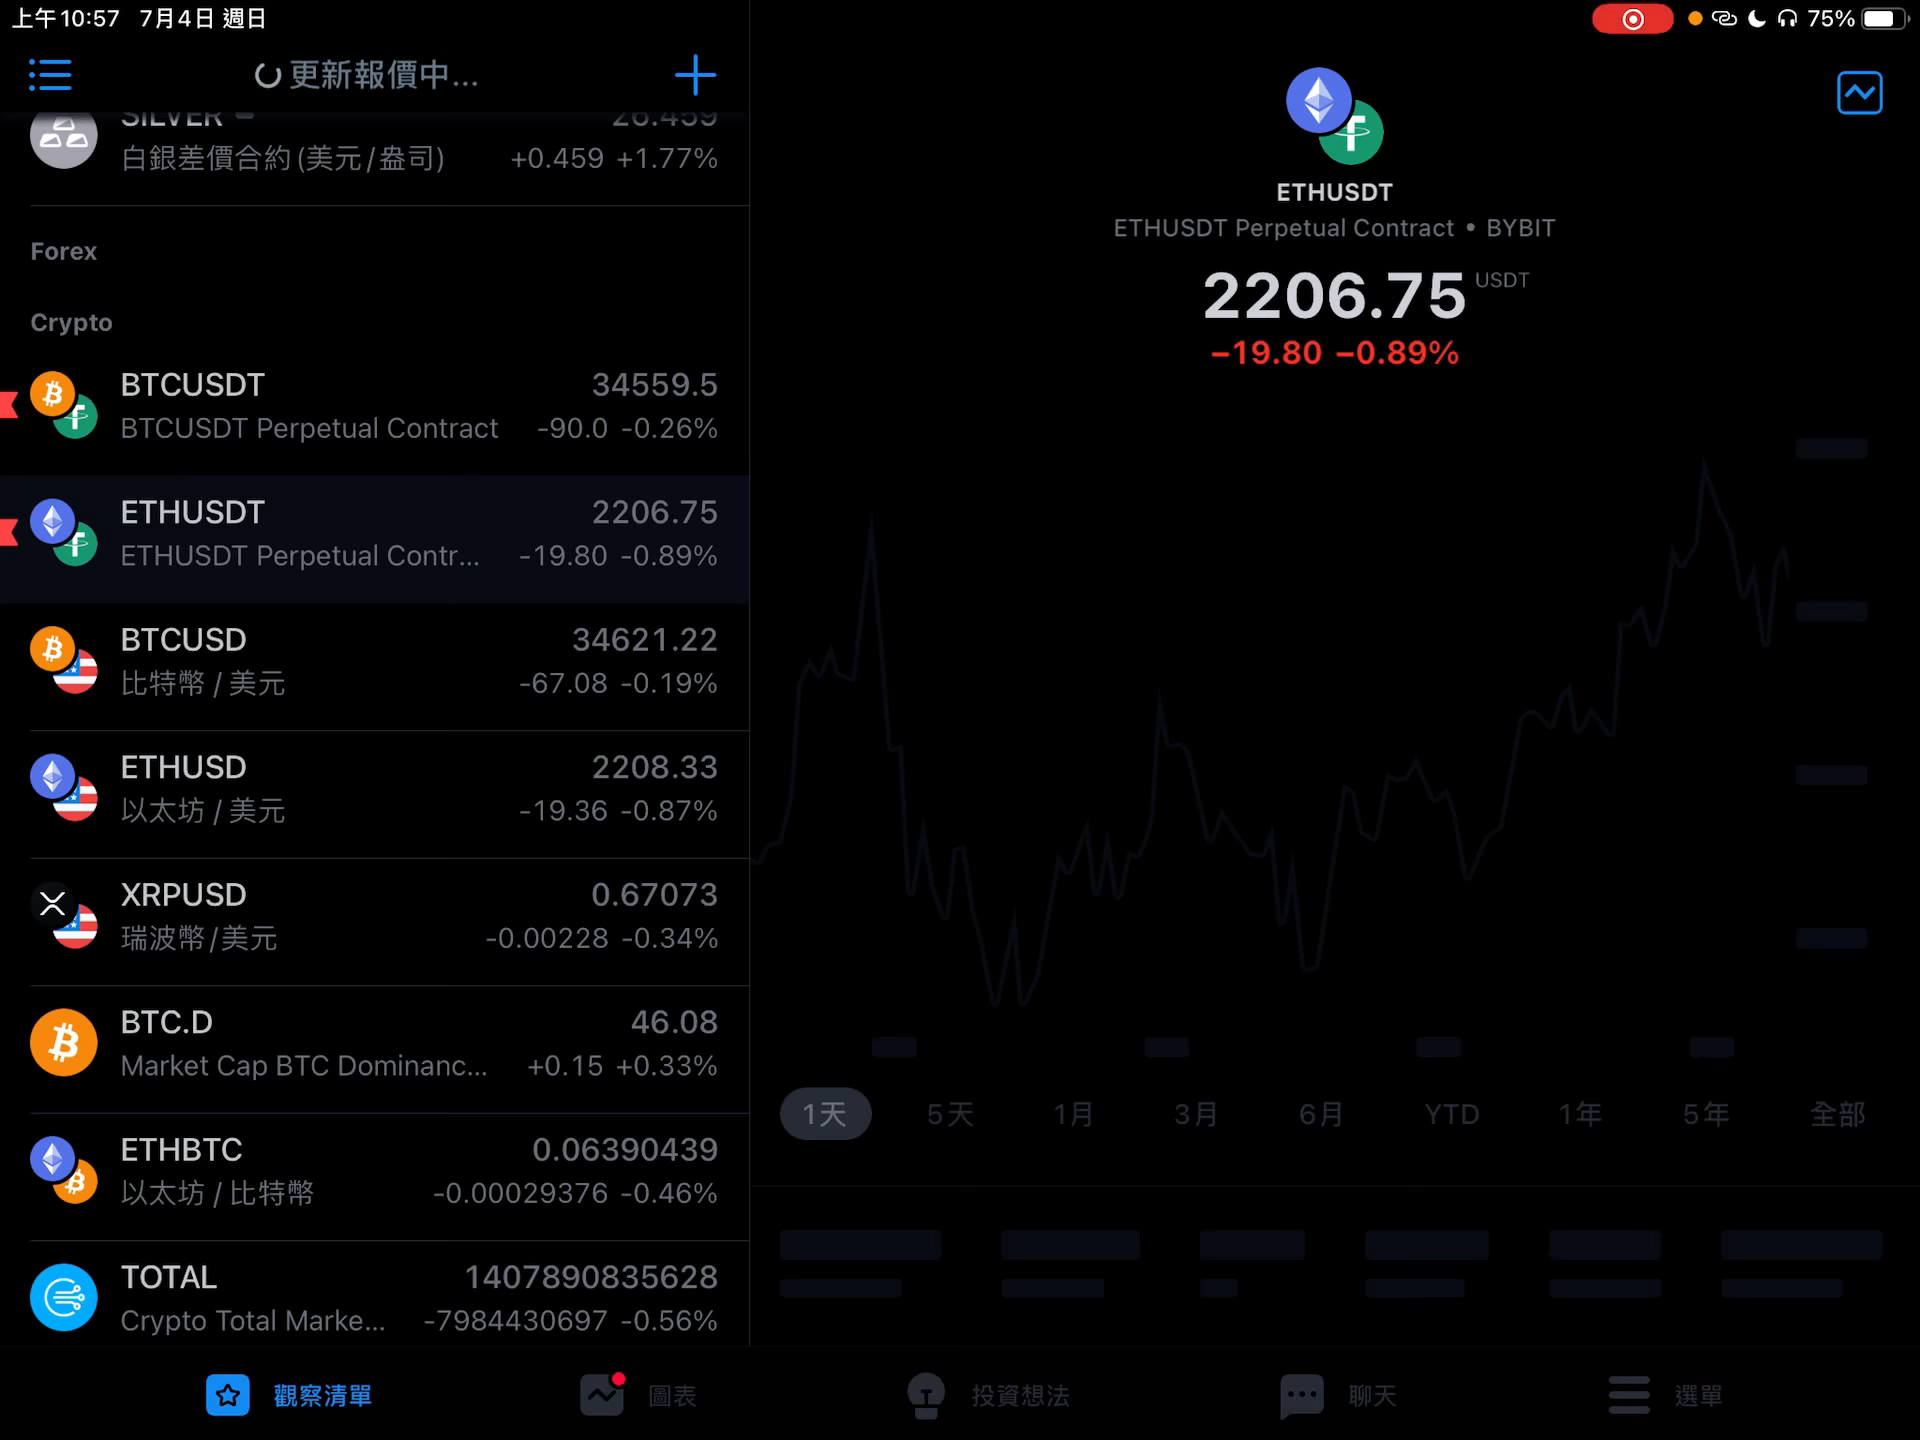 上午10:57 7月4日 週日
75%
更新報價中...
SILVER 26.459
白銀差價合約(美元/盎司) +0.459 +1.77%
Forex
Crypto
BTCUSDT 34559.5
BTCUSDT Perpetual Contract -90.0 -0.26%
ETHUSDT 2206.75
ETHUSDT Perpetual Contr... -19.80 -0.89%
BTCUSD 34621.22
比特幣 / 美元 -67.08 -0.19%
ETHUSD 2208.33
以太坊 / 美元 -19.36 -0.87%
XRPUSD 0.67073
瑞波幣/美元 -0.00228 -0.34%
BTC.D 46.08
Market Cap BTC Dominanc... +0.15 +0.33%
ETHBTC 0.06390439
以太坊 / 比特幣 -0.00029376 -0.46%
TOTAL 1407890835628
Crypto Total Marke... -7984430697 -0.56%
ETHUSDT
ETHUSDT Perpetual Contract • BYBIT
2206.75 USDT
−19.80 −0.89%
1天 5天 1月 3月 6月 YTD 1年 5年 全部
觀察清單 圖表 投資想法 聊天 選單